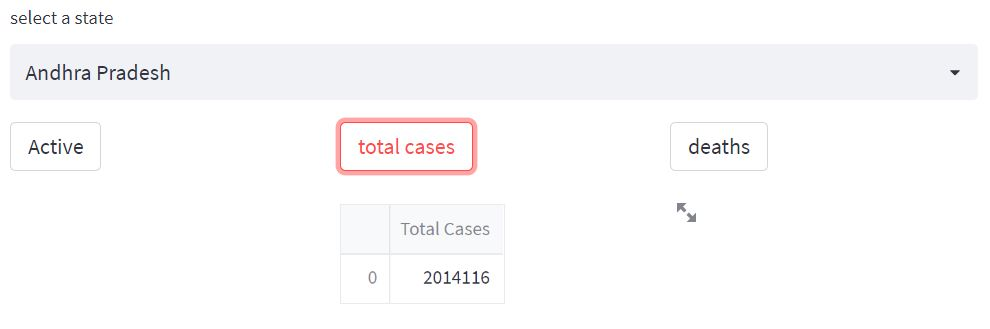 select a state
Andhra Pradesh
Active total cases deaths
Total Cases
0 2014116